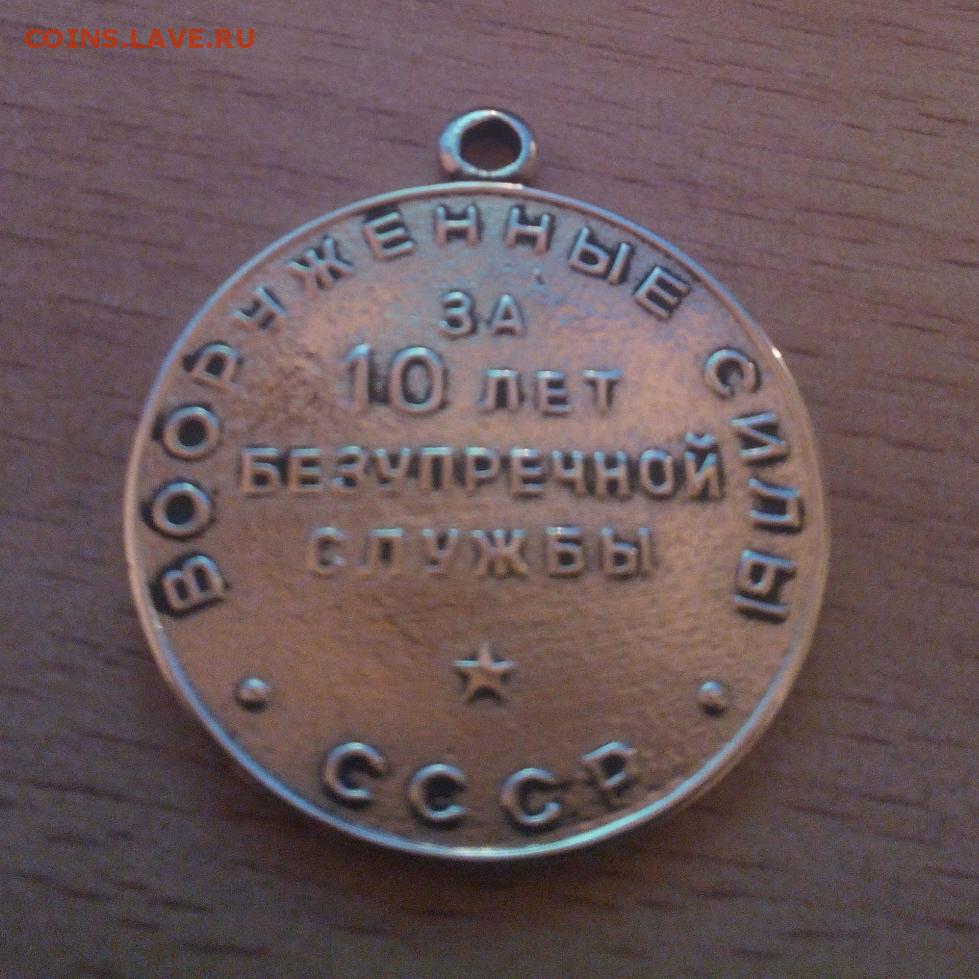 COINS.LAVE.RU
ВООРУЖЕННЫЕ СИЛЫ
ЗА
10 ЛЕТ
БЕЗУПРЕЧНОЙ
СЛУЖБЫ
СССР